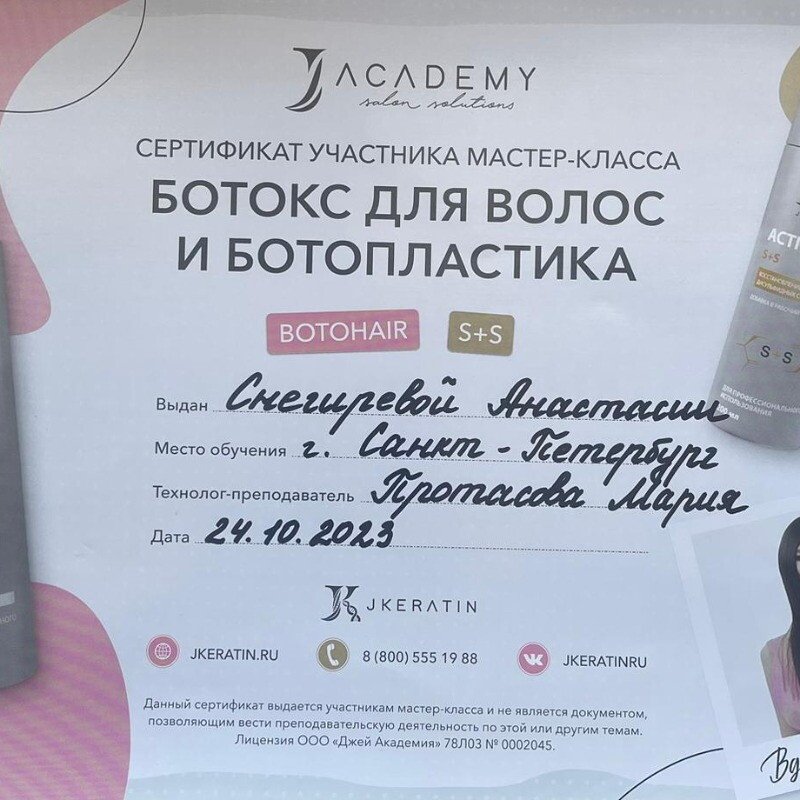 J ACADEMY
salon solutions
СЕРТИФИКАТ УЧАСТНИКА МАСТЕР-КЛАССА
БОТОКС ДЛЯ ВОЛОС
И БОТОПЛАСТИКА
BOTOHAIR S+S
Выдан Снегиревой Анастасии
Место обучения г. Санкт-Петербург
Технолог-преподаватель Протасова Мария
Дата 24.10.2023
JKERATIN
JKERATIN.RU 8 (800) 555 19 88 JKERATINRU
Данный сертификат выдается участникам мастер-класса и не является документом,
позволяющим вести преподавательскую деятельность по этой или другим темам.
Лицензия ООО «Джей Академия» 78Л03 № 0002045.
S+S
S+S
ДЛЯ ПРОФЕССИОНАЛЬНОГО
ИСПОЛЬЗОВАНИЯ